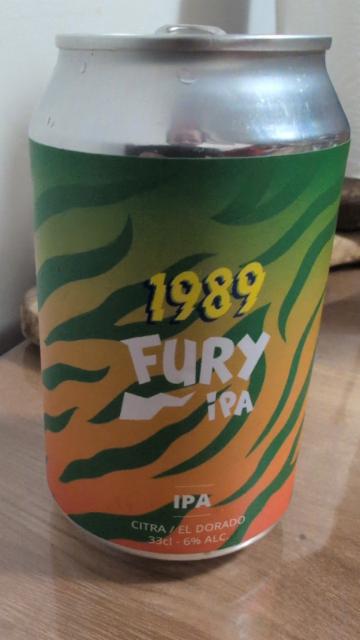 1989
FURY
iPA
IPA
CITRA / EL DORADO
33cl - 6% ALC.